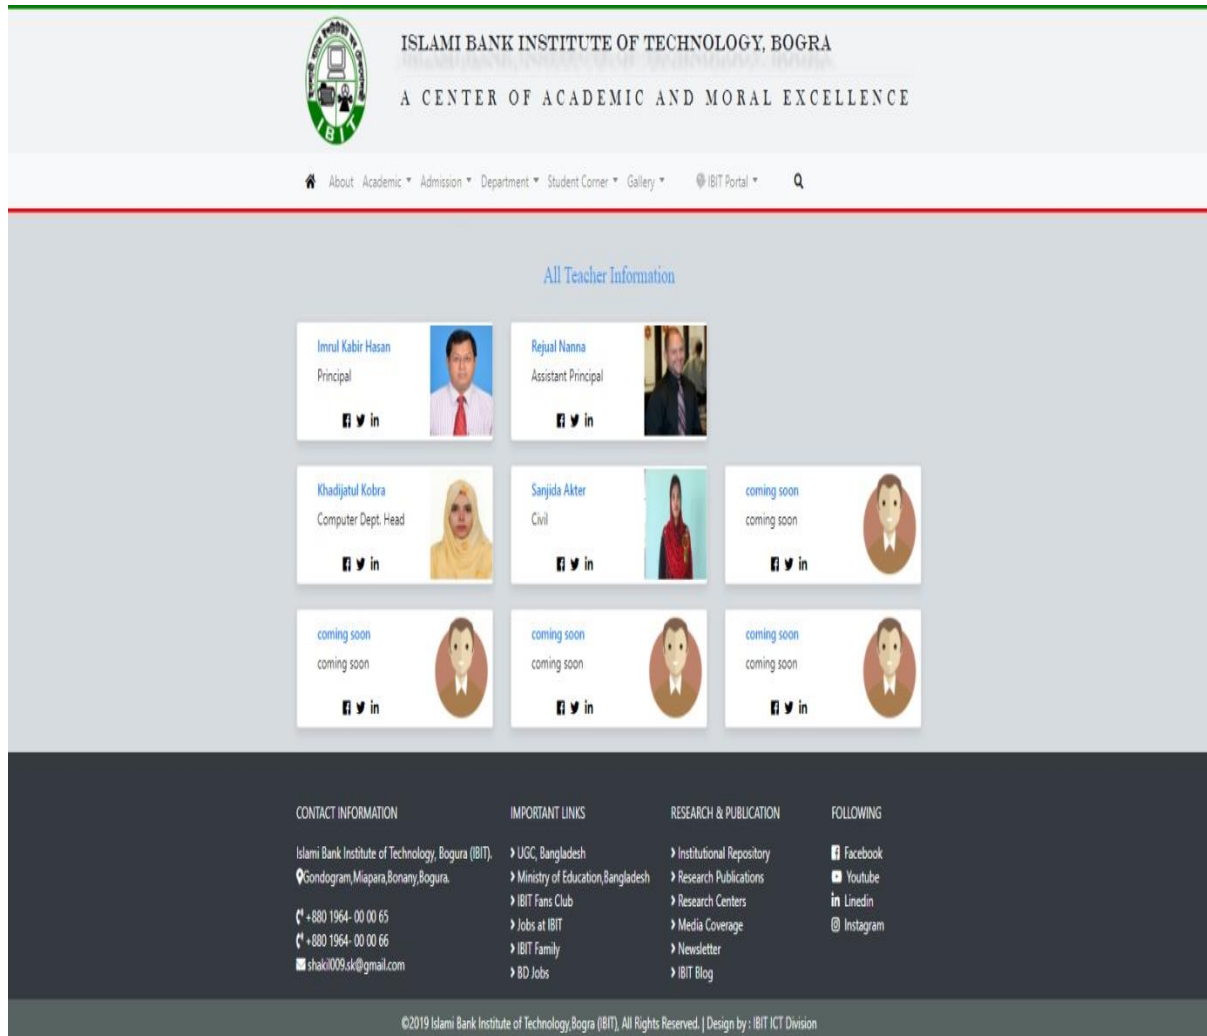 ISLAMI BANK INSTITUTE OF TECHNOLOGY, BOGRA
A CENTER OF ACADEMIC AND MORAL EXCELLENCE
IBIT
About Academic Admission Department Student Corner Gallery IBIT Portal
All Teacher Information
Imrul Kabir Hasan
Principal
Rejual Nanna
Assistant Principal
Khadijatul Kobra
Computer Dept. Head
Sanjida Akter
Civil
coming soon
coming soon
coming soon
coming soon
coming soon
coming soon
coming soon
coming soon
CONTACT INFORMATION
Islami Bank Institute of Technology, Bogura (IBIT).
Gondogram,Miapara,Bonany,Bogura.
+880 1964- 00 00 65
+880 1964- 00 00 66
shakil009.sk@gmail.com
IMPORTANT LINKS
UGC, Bangladesh
Ministry of Education,Bangladesh
IBIT Fans Club
Jobs at IBIT
IBIT Family
BD Jobs
RESEARCH & PUBLICATION
Institutional Repository
Research Publications
Research Centers
Media Coverage
Newsletter
IBIT Blog
FOLLOWING
Facebook
Youtube
Linedin
Instagram
©2019 Islami Bank Institute of Technology,Bogra (IBIT), All Rights Reserved. | Design by : IBIT ICT Division